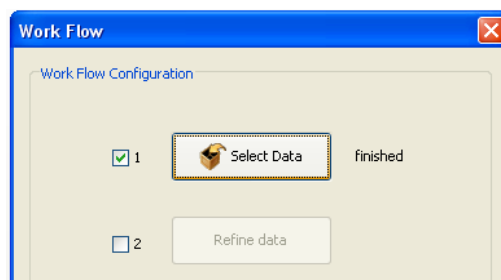 Work Flow
Work Flow Configuration
1 Select Data finished
2 Refine data